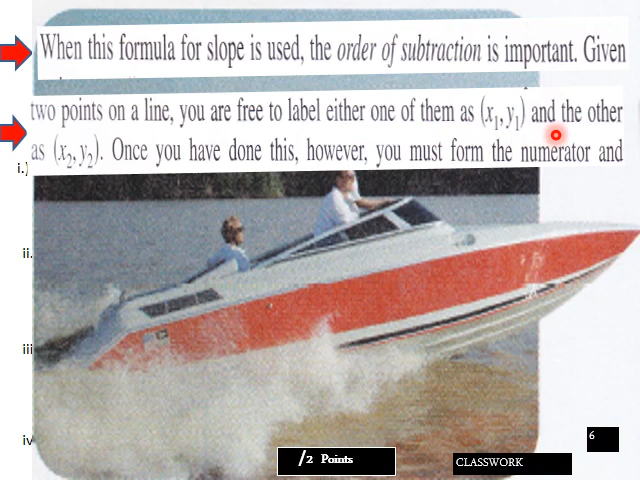 When this formula for slope is used, the order of subtraction is important. Given
two points on a line, you are free to label either one of them as (x₁, y₁) and the other
as (x₂, y₂). Once you have done this, however, you must form the numerator and
i.)
ii.
iii
iv
/2 Points
CLASSWORK
6